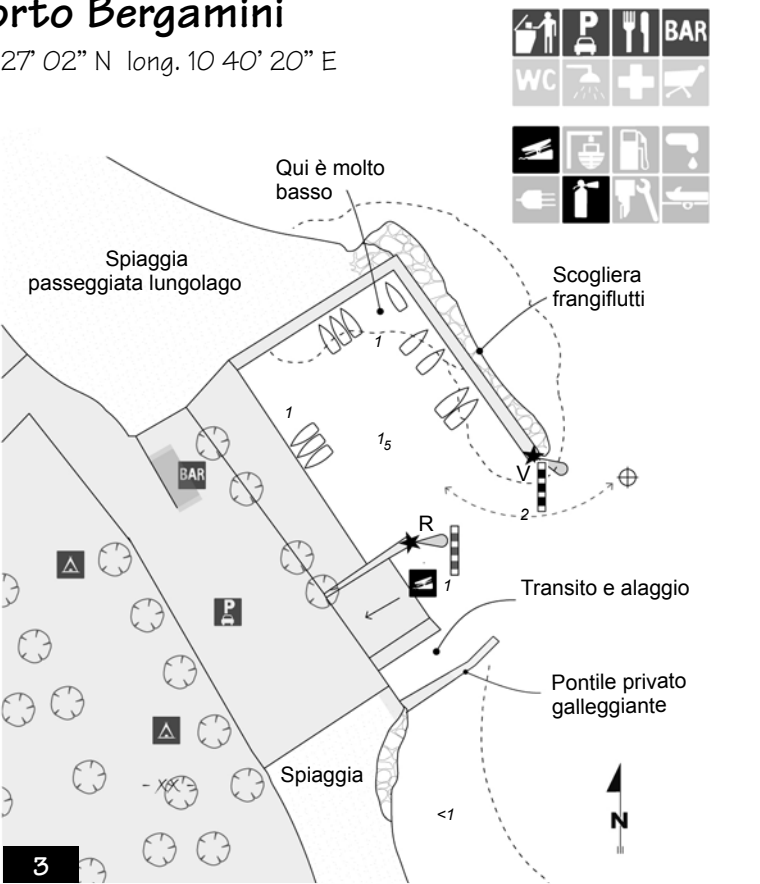 orto Bergamini
27’ 02” N long. 10 40’ 20” E
P
BAR
WC
Qui è molto
basso
Spiaggia
passeggiata lungolago
Scogliera
frangiflutti
1
1
1₅
BAR
V
2
R
1
P
Transito e alaggio
Pontile privato
galleggiante
Spiaggia
<1
N
3